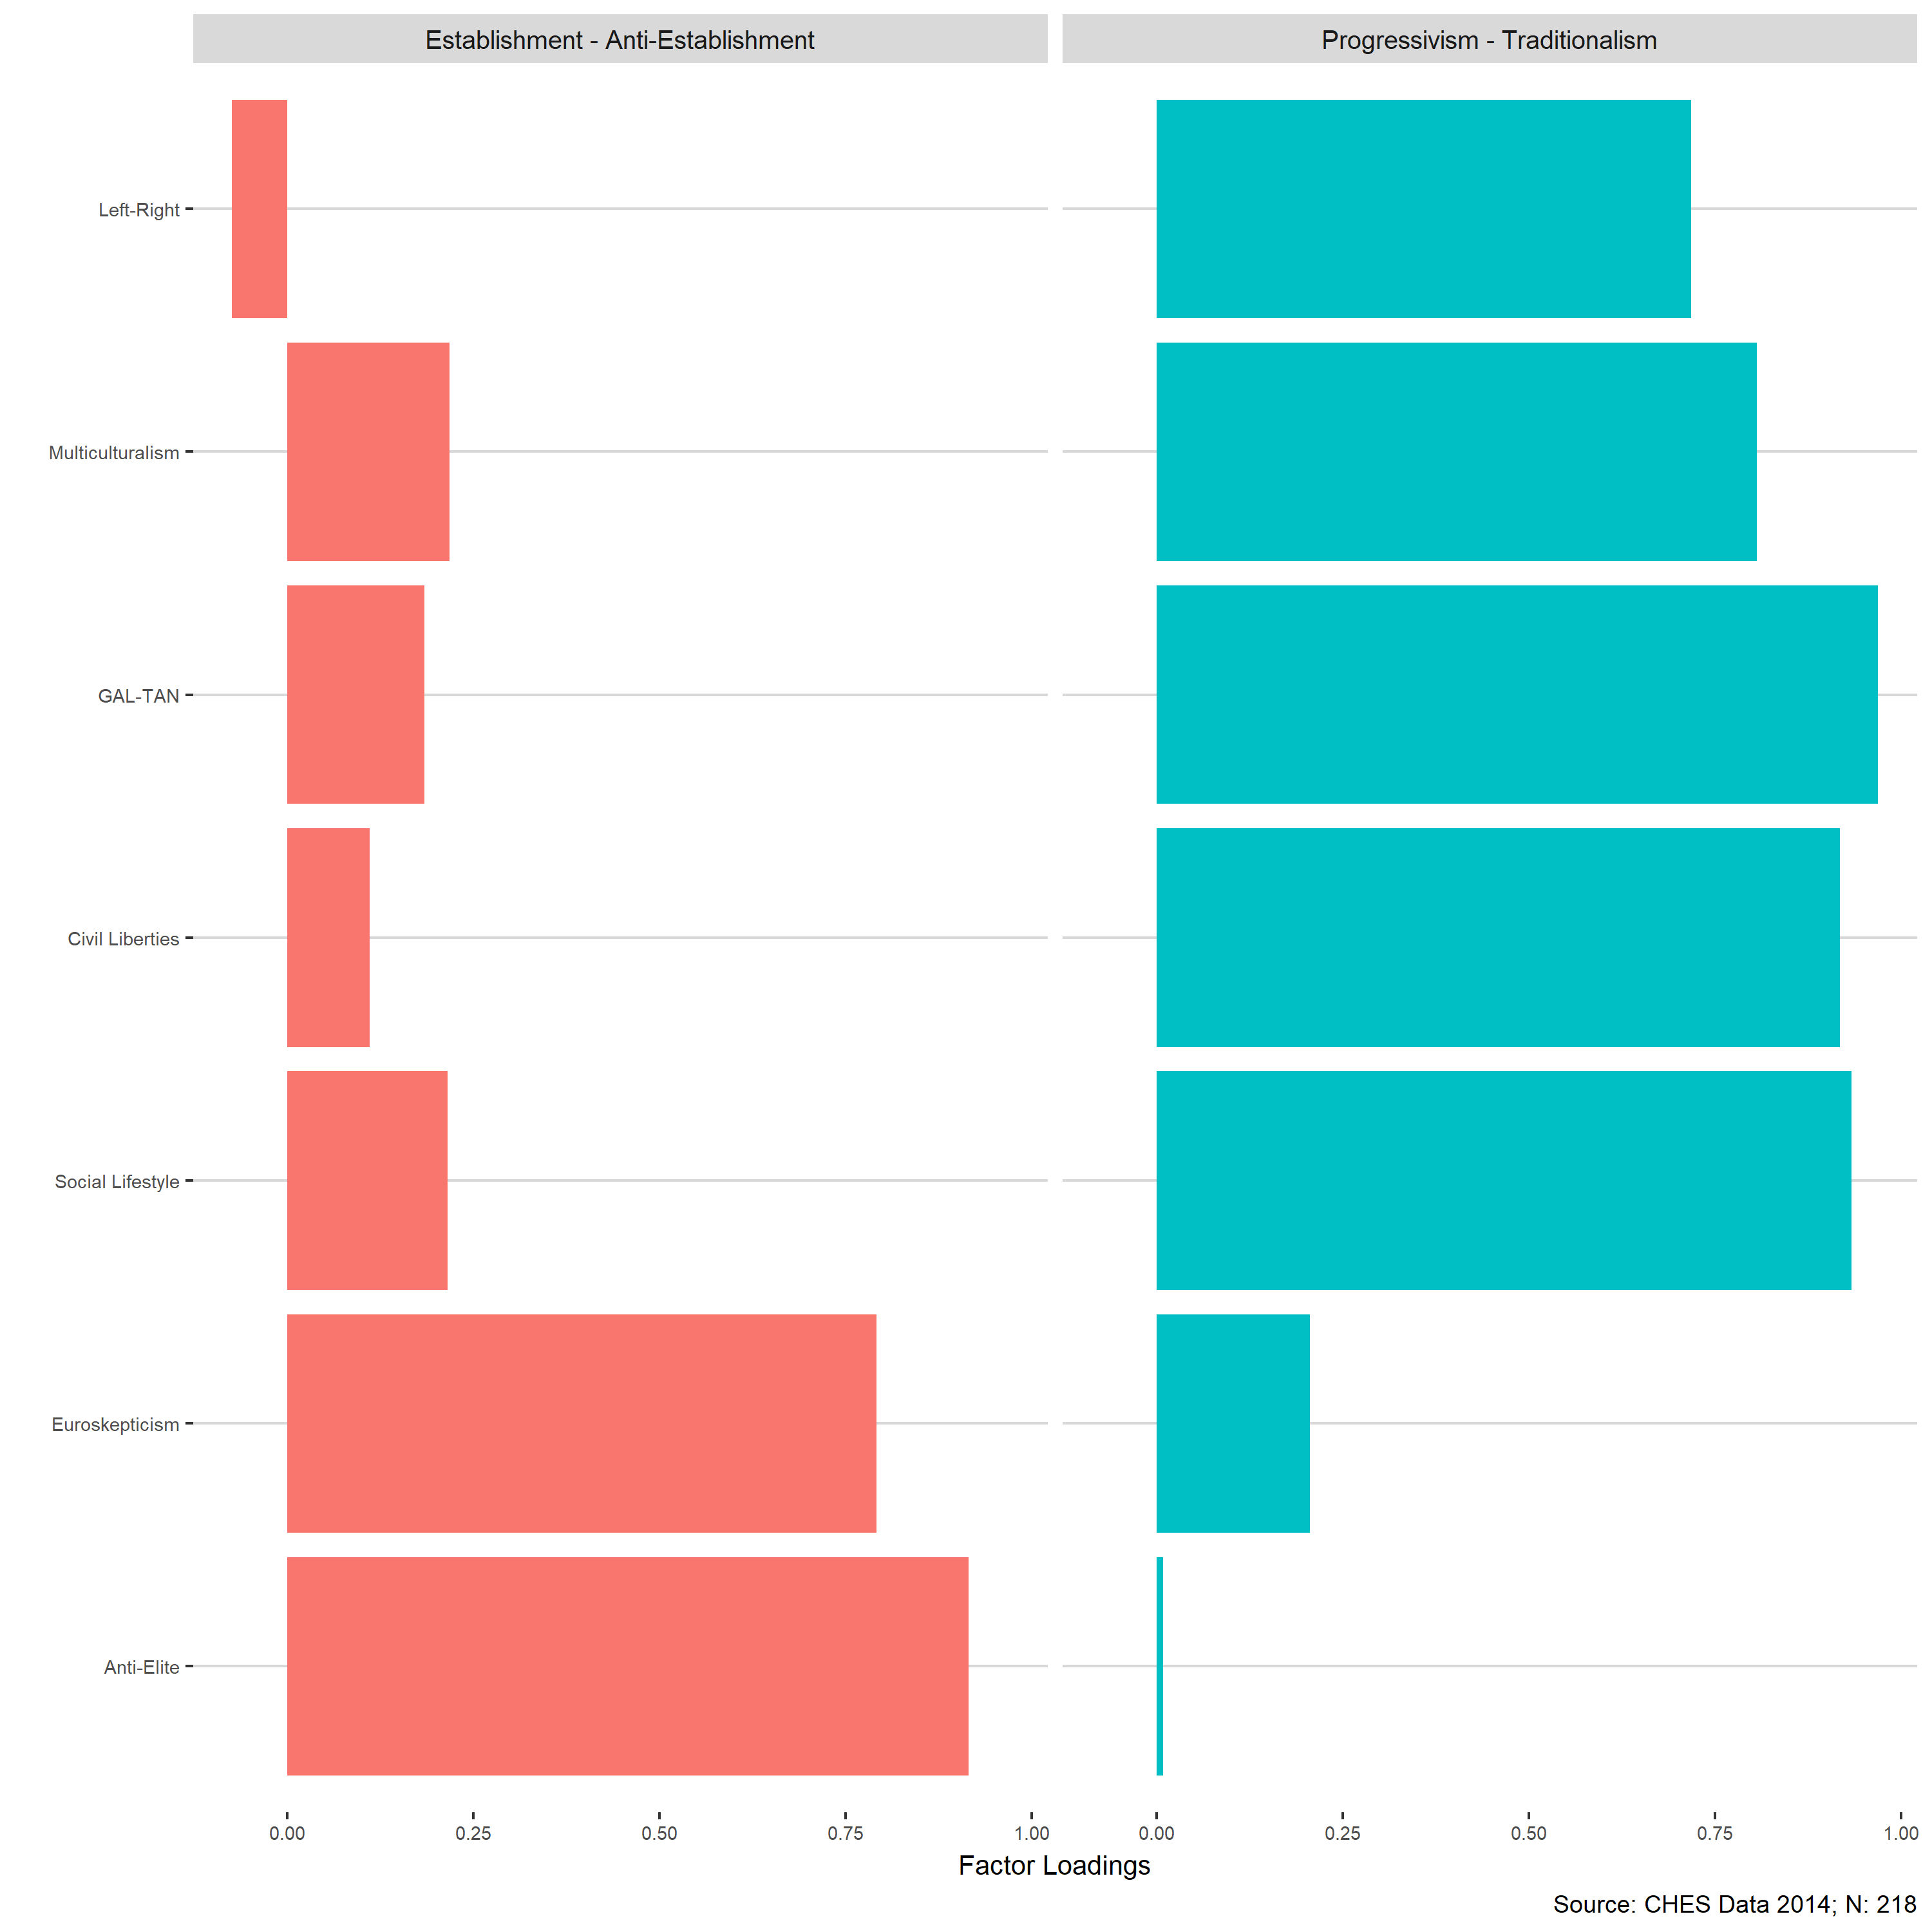 Establishment - Anti-Establishment
Progressivism - Traditionalism
Left-Right
Multiculturalism
GAL-TAN
Civil Liberties
Social Lifestyle
Euroskepticism
Anti-Elite
0.00 0.25 0.50 0.75 1.00
0.00 0.25 0.50 0.75 1.00
Factor Loadings
Source: CHES Data 2014; N: 218